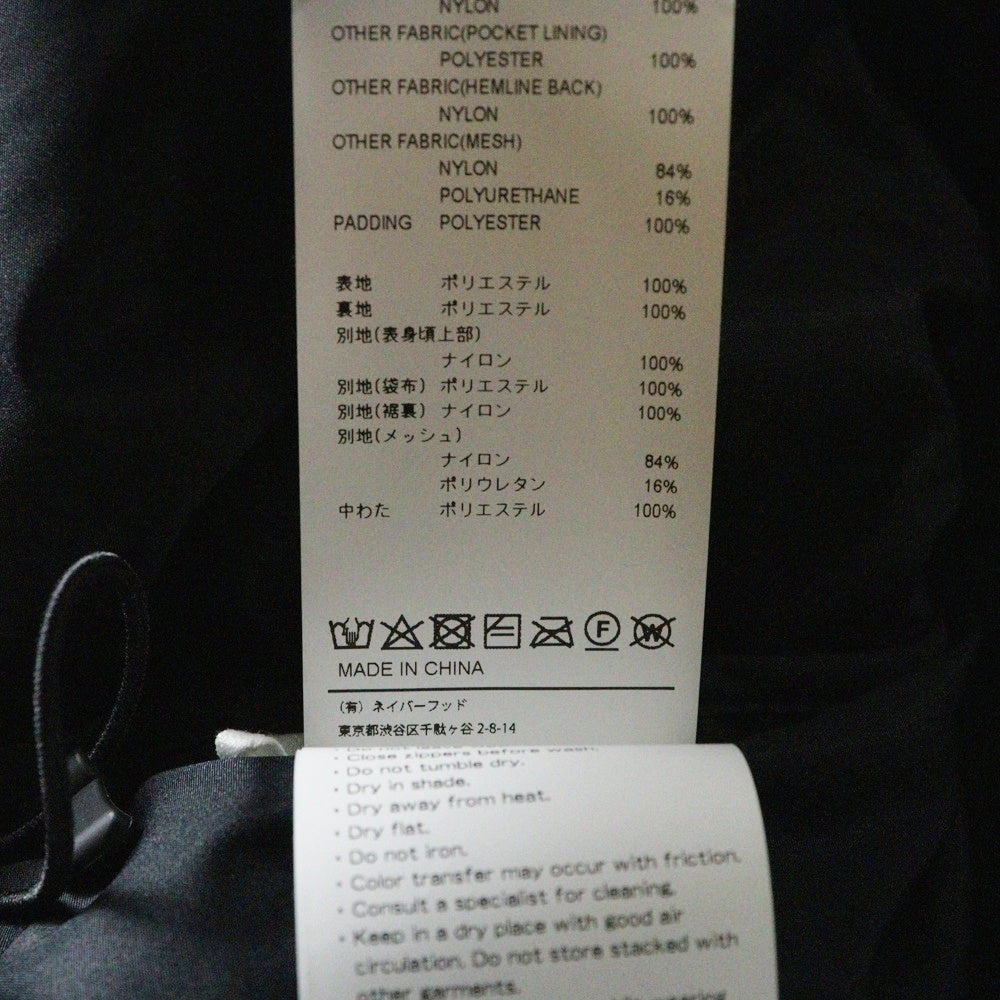 NYLON 100%
OTHER FABRIC(POCKET LINING)
POLYESTER 100%
OTHER FABRIC(HEMLINE BACK)
NYLON 100%
OTHER FABRIC(MESH)
NYLON 84%
POLYURETHANE 16%
PADDING POLYESTER 100%
表地 ポリエステル 100%
裏地 ポリエステル 100%
別地(表身頃上部)
ナイロン 100%
別地(袋布) ポリエステル 100%
別地(裾裏) ナイロン 100%
別地(メッシュ)
ナイロン 84%
ポリウレタン 16%
中わた ポリエステル 100%
F W
MADE IN CHINA
(有) ネイバーフッド
東京都渋谷区千駄ヶ谷 2-8-14
• Close zippers before wash.
• Do not tumble dry.
• Dry in shade.
• Dry away from heat.
• Dry flat.
• Do not iron.
• Color transfer may occur with friction.
• Consult a specialist for cleaning.
• Keep in a dry place with good air
circulation. Do not store stacked with
other garments.
wearing